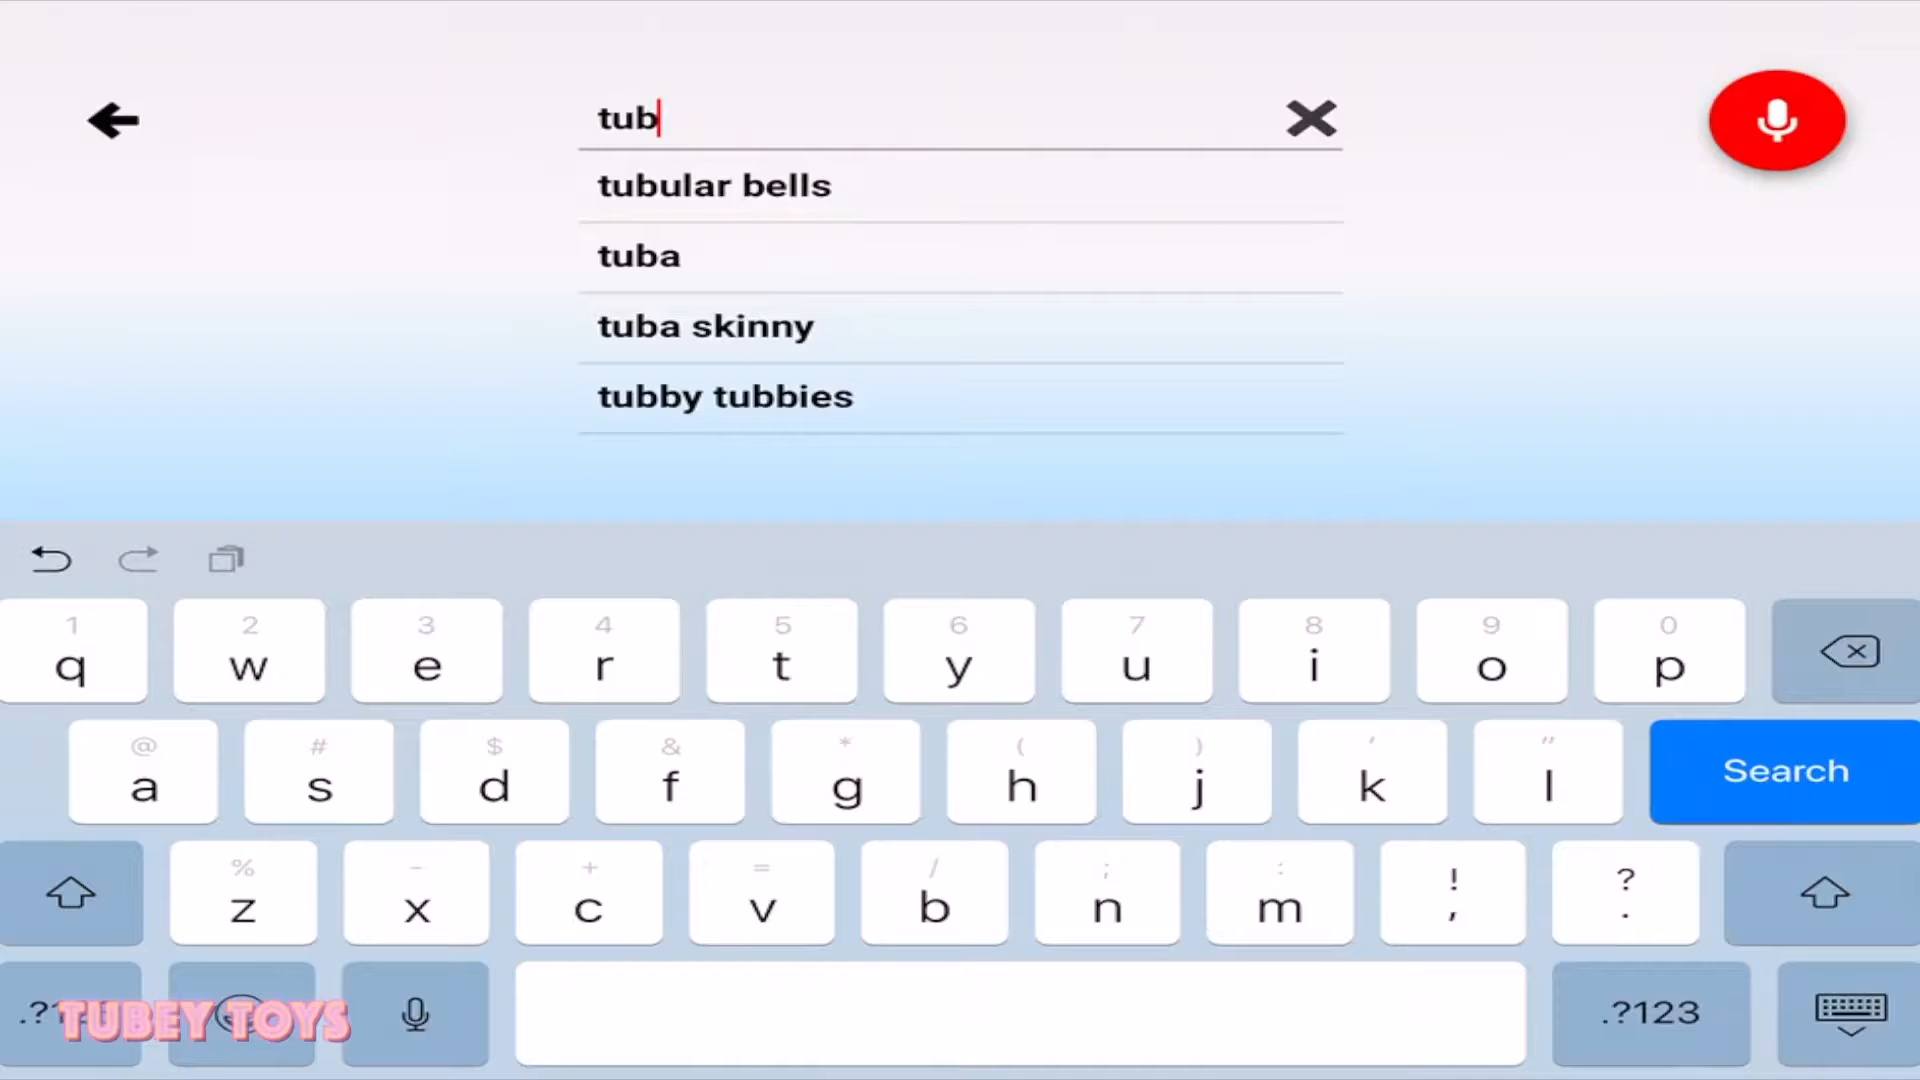 tub
tubular bells
tuba
tuba skinny
tubby tubbies
1 2 3 4 5 6 7 8 9 0
q w e r t y u i o p
@ # $ & * ( ) ' "
a s d f g h j k l Search
% - + = / ; : ! ?
z x c v b n m , .
.?123 .?123
TUBEY TOYS